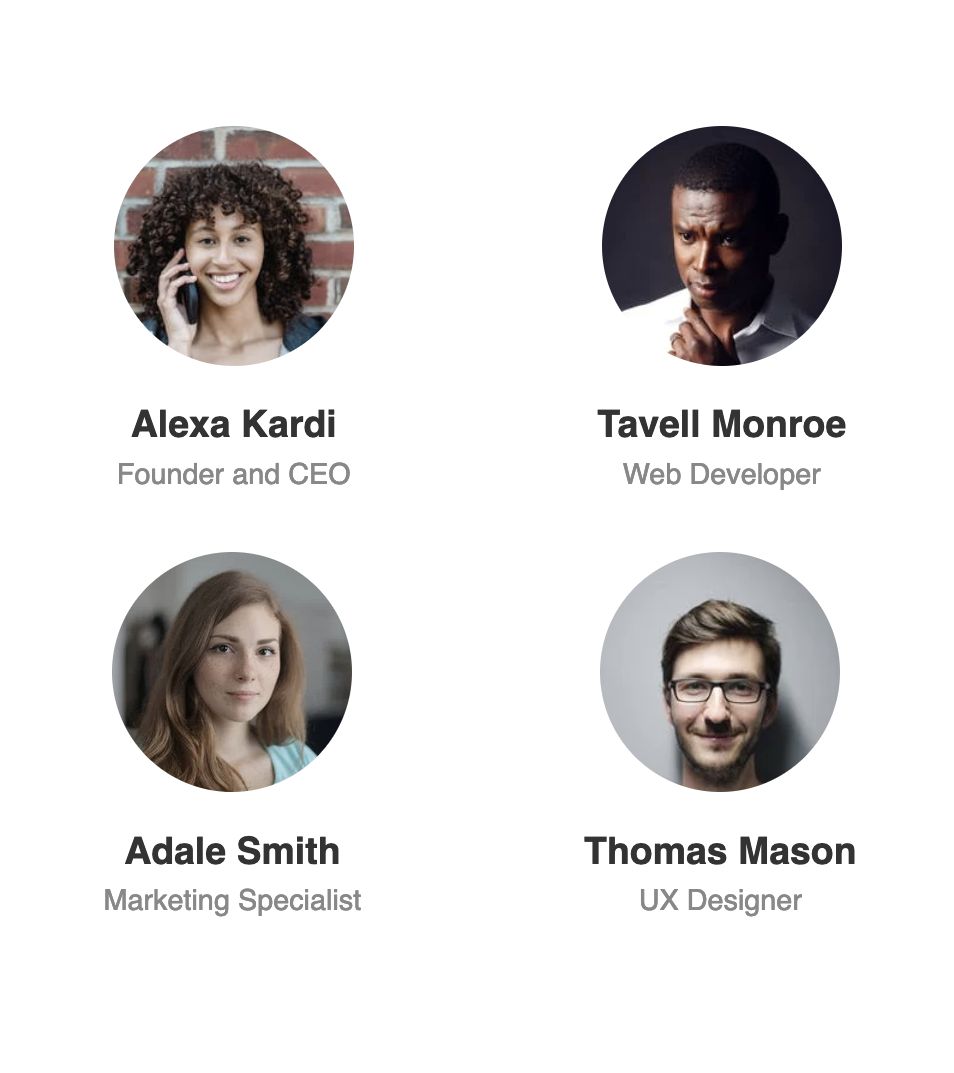 Alexa Kardi
Founder and CEO
Tavell Monroe
Web Developer
Adale Smith
Marketing Specialist
Thomas Mason
UX Designer